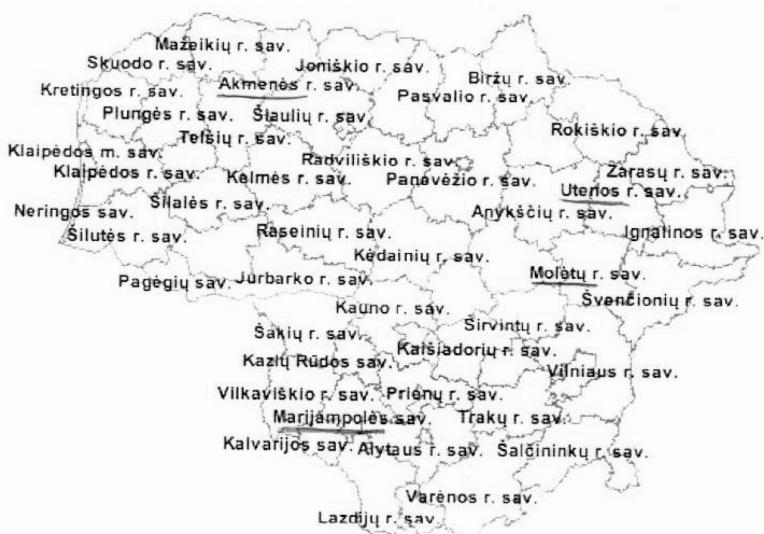 Mažeikių r. sav.
Skuodo r. sav.
Joniškio r. sav.
Biržų r. sav.
Kretingos r. sav.
Akmenės r. sav.
Pasvalio r. sav.
Plungės r. sav.
Šiaulių r. sav.
Rokiškio r. sav.
Telšių r. sav.
Klaipėdos m. sav.
Radviliškio r. sav.
Zarasų r. sav.
Klaipėdos r. sav.
Kelmės r. sav.
Panevėžio r. sav.
Utenos r. sav.
Neringos sav.
Šilalės r. sav.
Anykščių r. sav.
Šilutės r. sav.
Raseinių r. sav.
Ignalinos r. sav.
Kėdainių r. sav.
Pagėgių sav.
Jurbarko r. sav.
Molėtų r. sav.
Švenčionių r. sav.
Kauno r. sav.
Šakių r. sav.
Širvintų r. sav.
Kaišiadorių r. sav.
Kazlų Rūdos sav.
Vilniaus r. sav.
Vilkaviškio r. sav.
Prienų r. sav.
Marijampolės sav.
Trakų r. sav.
Kalvarijos sav.
Alytaus r. sav.
Šalčininkų r. sav.
Varėnos r. sav.
Lazdijų r. sav.